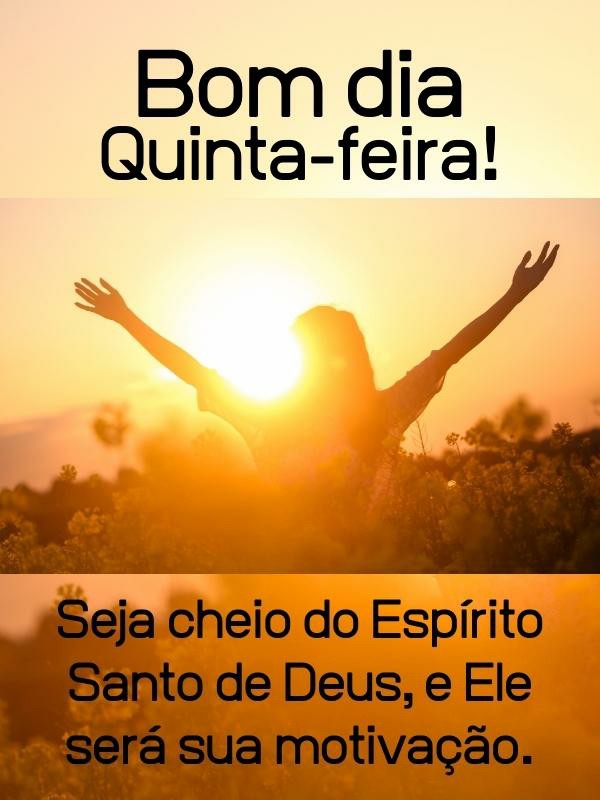 Bom dia
Quinta-feira!
Seja cheio do Espírito
Santo de Deus, e Ele
será sua motivação.